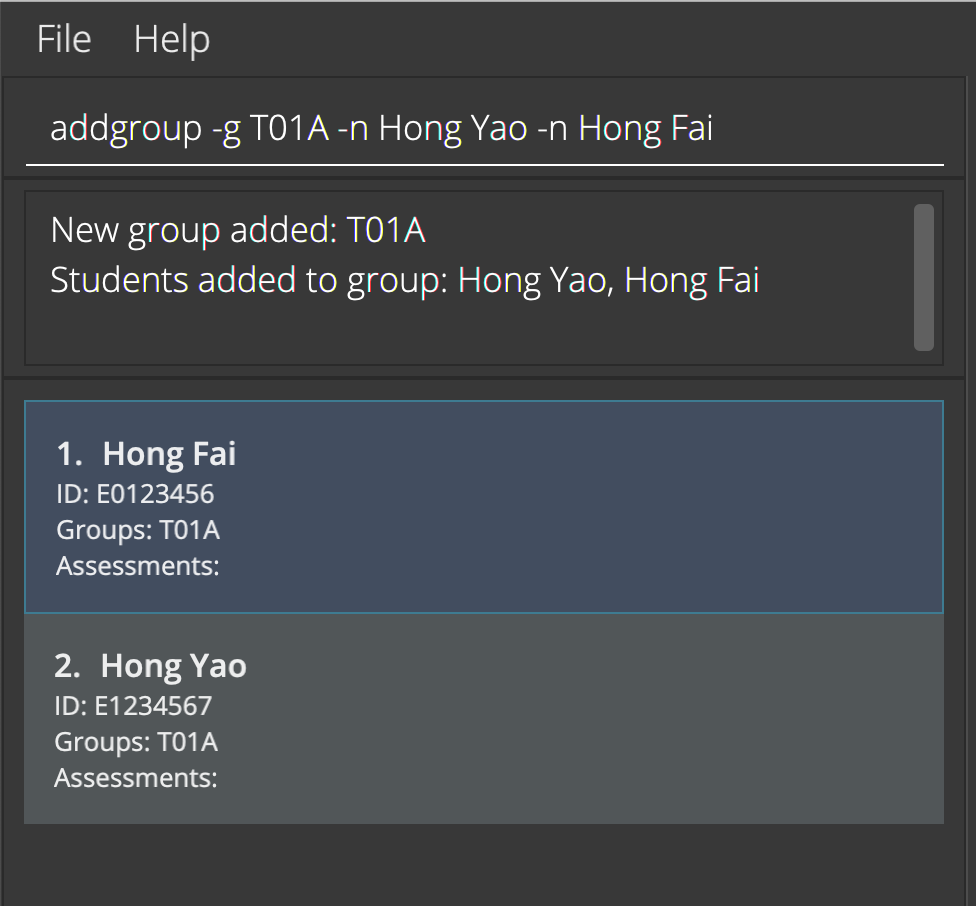 File Help
addgroup -g T01A -n Hong Yao -n Hong Fai
New group added: T01A
Students added to group: Hong Yao, Hong Fai
1. Hong Fai
ID: E0123456
Groups: T01A
Assessments:
2. Hong Yao
ID: E1234567
Groups: T01A
Assessments: